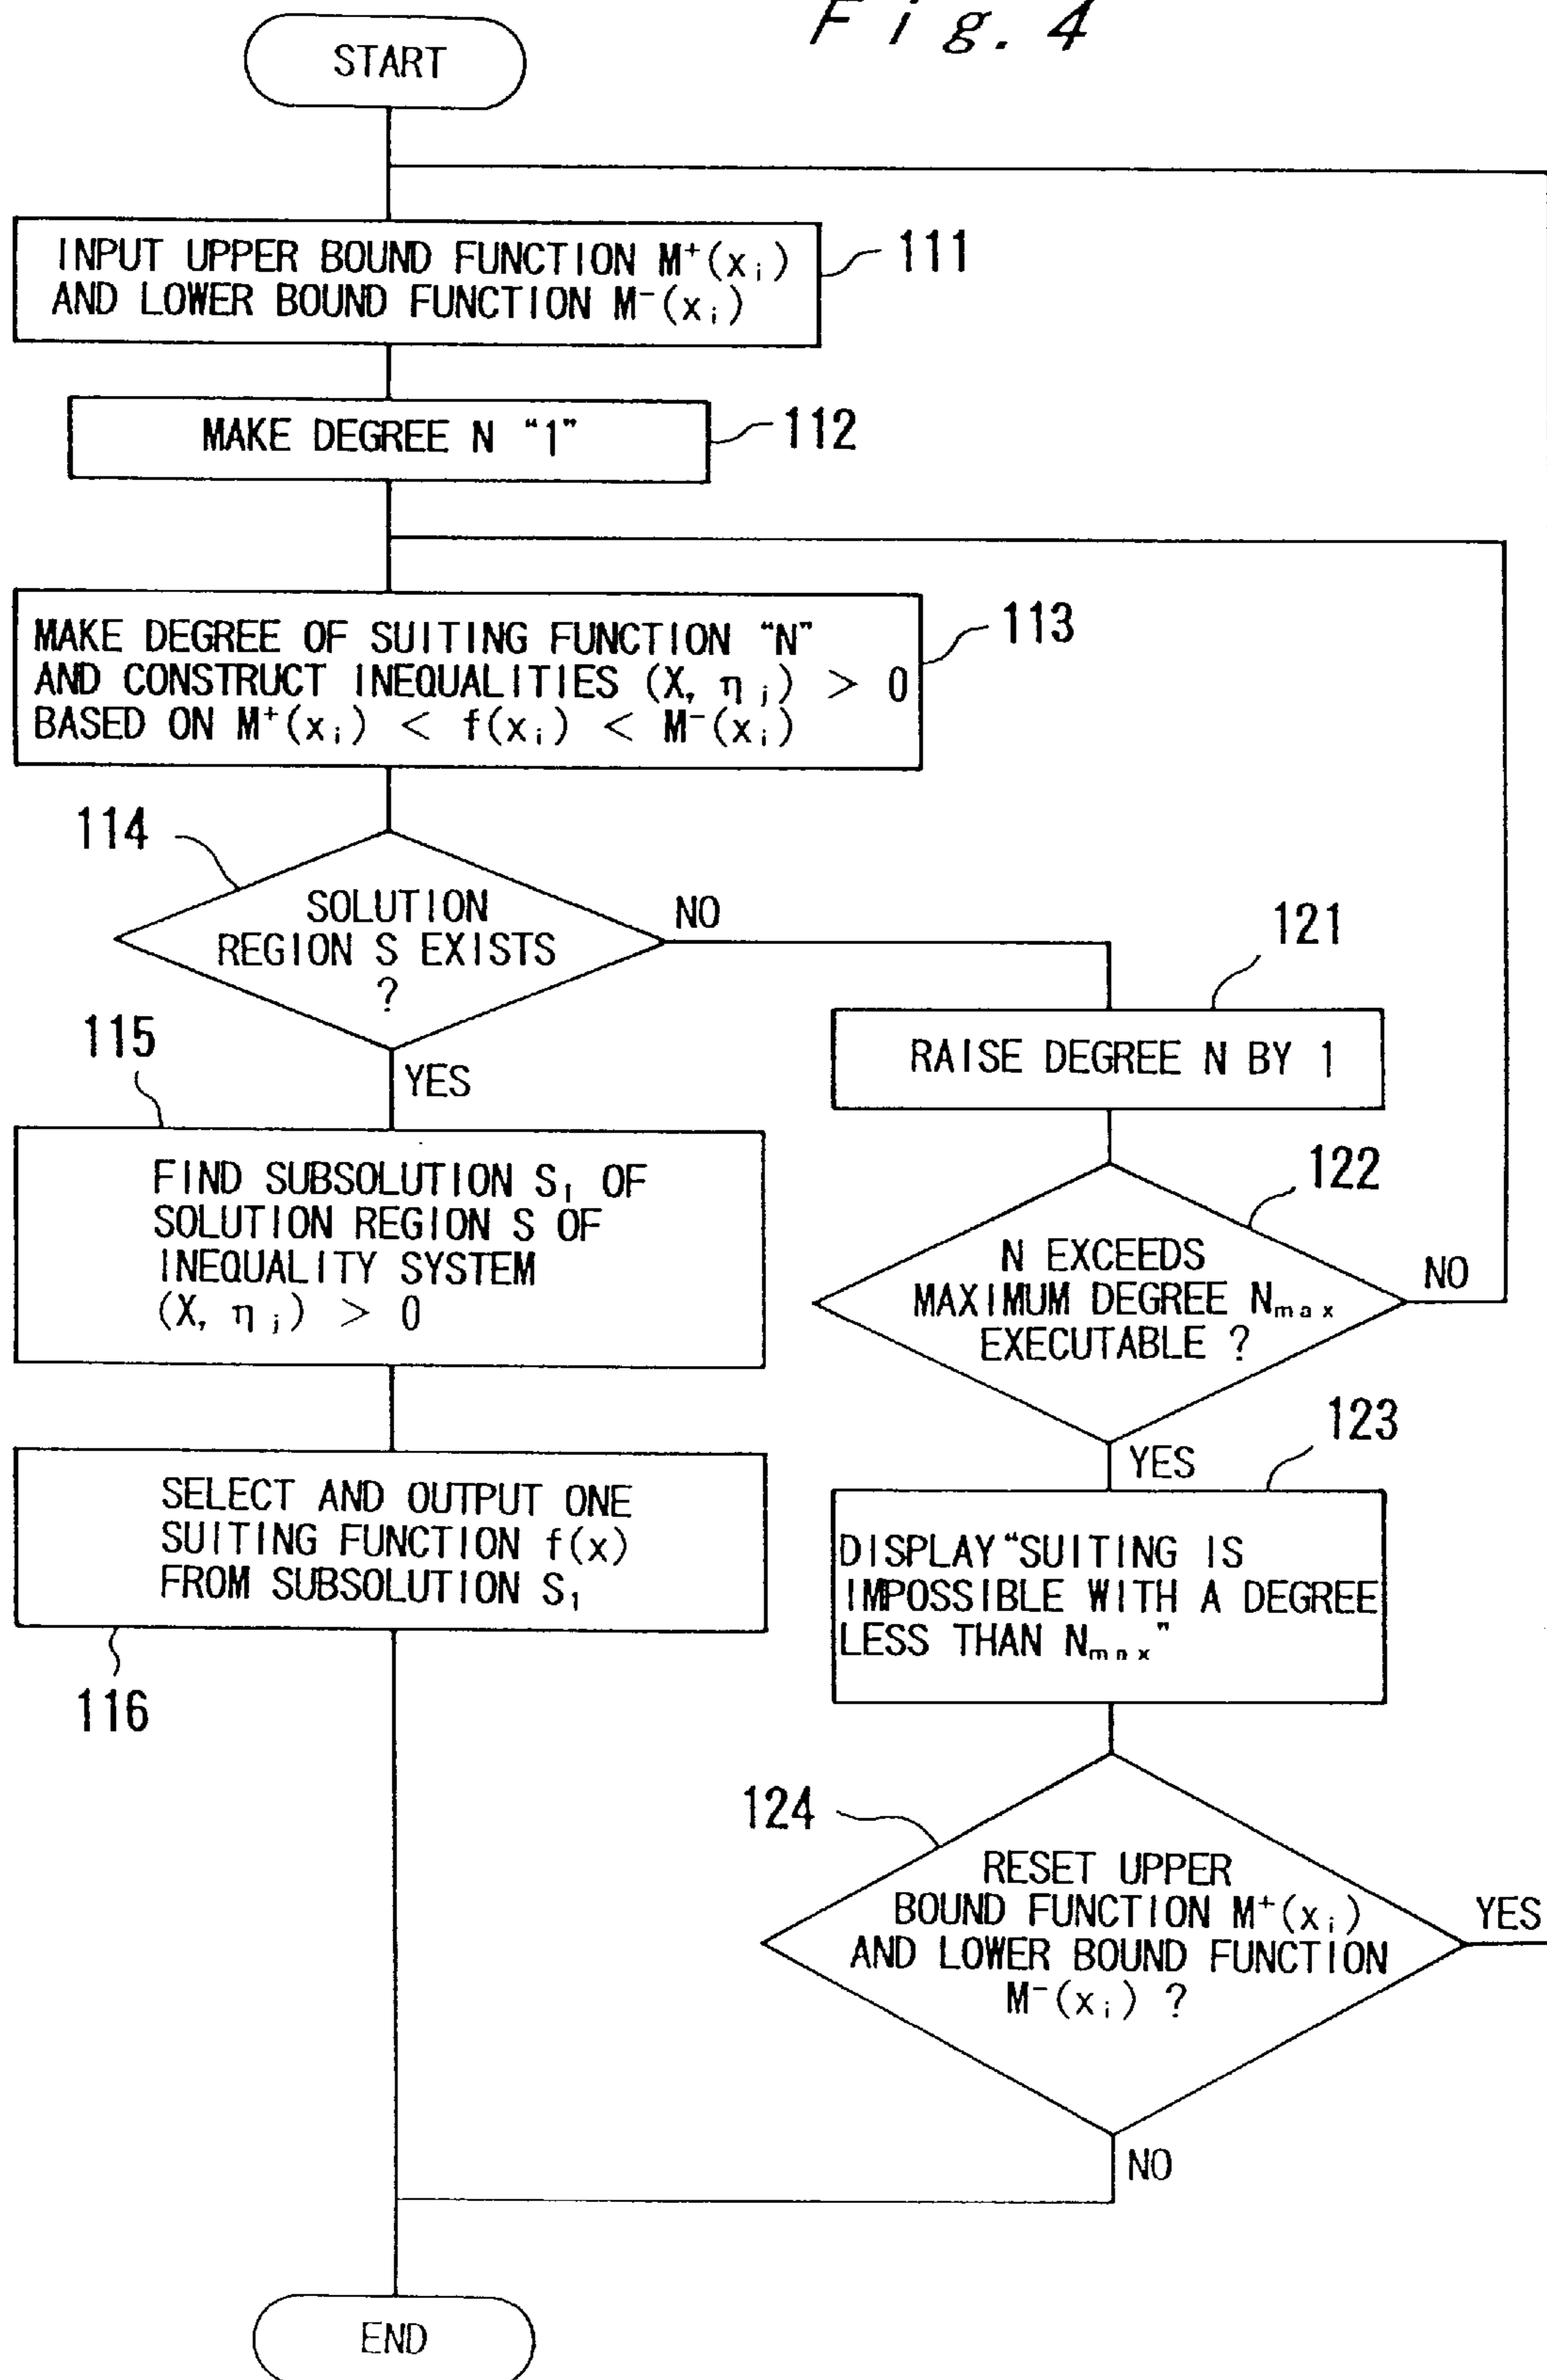 Fig. 4
START
INPUT UPPER BOUND FUNCTION M⁺(xᵢ)
AND LOWER BOUND FUNCTION M⁻(xᵢ)
111
MAKE DEGREE N “1”
112
MAKE DEGREE OF SUITING FUNCTION “N”
AND CONSTRUCT INEQUALITIES (X, ηⱼ) > 0
BASED ON M⁺(xᵢ) < f(xᵢ) < M⁻(xᵢ)
113
114
SOLUTION
REGION S EXISTS
?
NO
YES
115
FIND SUBSOLUTION S₁ OF
SOLUTION REGION S OF
INEQUALITY SYSTEM
(X, ηⱼ) > 0
SELECT AND OUTPUT ONE
SUITING FUNCTION f(x)
FROM SUBSOLUTION S₁
116
121
RAISE DEGREE N BY 1
122
N EXCEEDS
MAXIMUM DEGREE Nₘₐₓ
EXECUTABLE ?
NO
YES
123
DISPLAY “SUITING IS
IMPOSSIBLE WITH A DEGREE
LESS THAN Nₘₐₓ”
124
RESET UPPER
BOUND FUNCTION M⁺(xᵢ)
AND LOWER BOUND FUNCTION
M⁻(xᵢ) ?
YES
NO
END